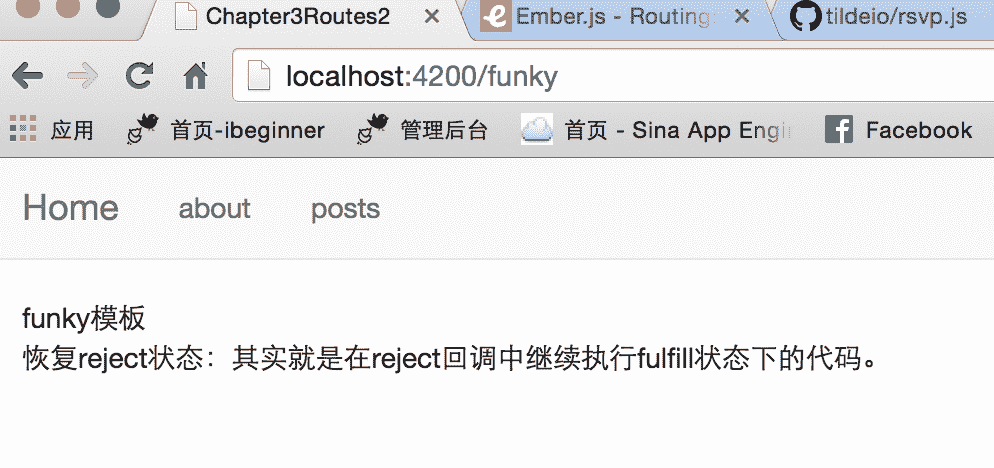 Chapter3Routes2
Ember.js - Routing:
tildeio/rsvp.js
localhost:4200/funky
应用
首页-ibeginner
管理后台
首页 - Sina App Engin
Facebook
Home about posts
funky模板
恢复reject状态：其实就是在reject回调中继续执行fulfill状态下的代码。